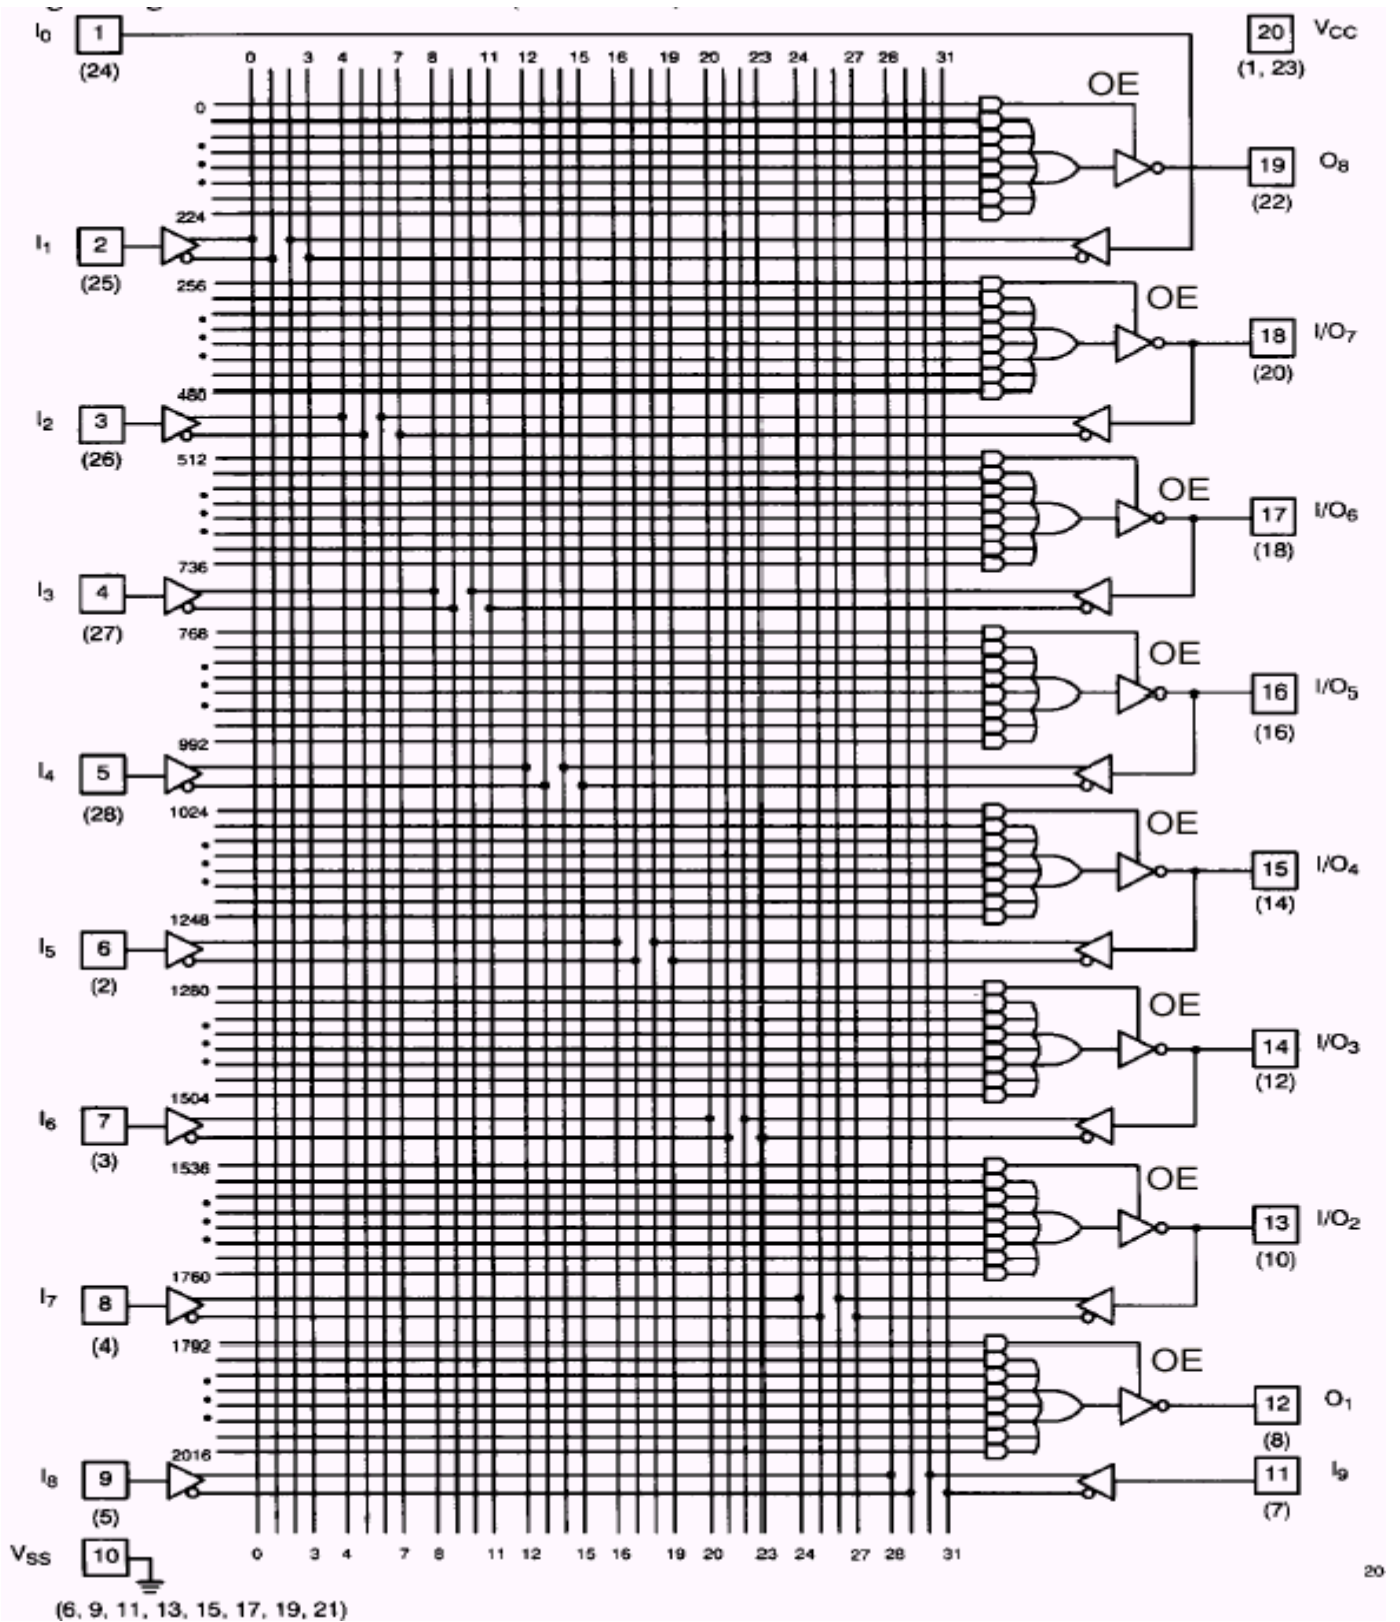 I0 1 20 VCC
(24) (1, 23)
0 3 4 7 8 11 12 15 16 19 20 23 24 27 28 31
OE
0
19 O8
(22)
224
I1 2
(25)
256 OE
18 I/O7
(20)
480
I2 3
(26) 512
OE
17 I/O6
(18)
736
I3 4
(27) 768
OE
16 I/O5
(16)
992
I4 5
(28) 1024
OE
15 I/O4
(14)
1248
I5 6
(2) 1280
OE
14 I/O3
(12)
1504
I6 7
(3) 1536
OE
13 I/O2
(10)
1760
I7 8
(4) 1792
OE
12 O1
(8)
2016
I8 9 11 I9
(5) (7)
VSS 10 0 3 4 7 8 11 12 15 16 19 20 23 24 27 28 31
20
(6, 9, 11, 13, 15, 17, 19, 21)